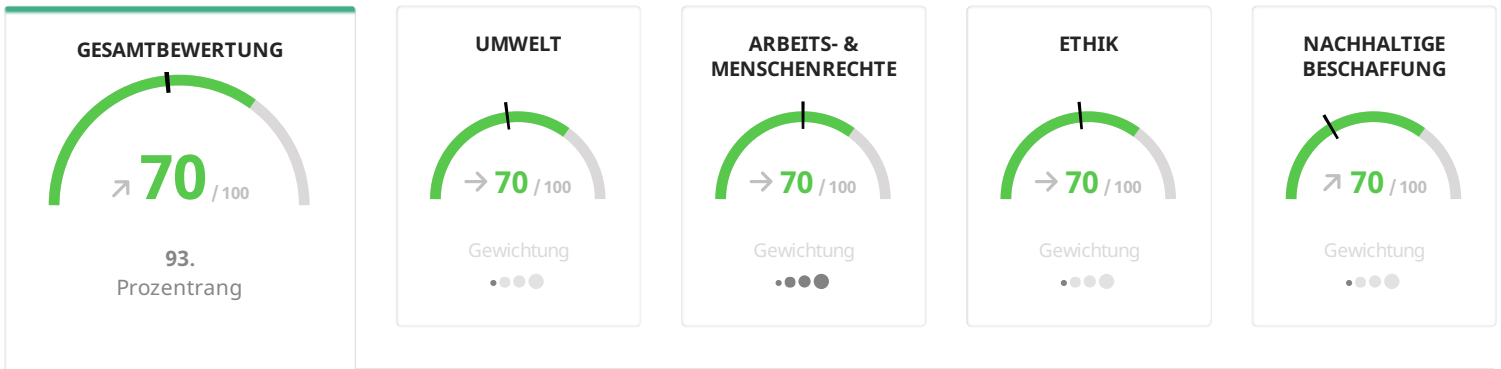 GESAMTBEWERTUNG
70 / 100
93.
Prozentrang
UMWELT
70 / 100
Gewichtung
ARBEITS- &
MENSCHENRECHTE
70 / 100
Gewichtung
ETHIK
70 / 100
Gewichtung
NACHHALTIGE
BESCHAFFUNG
70 / 100
Gewichtung